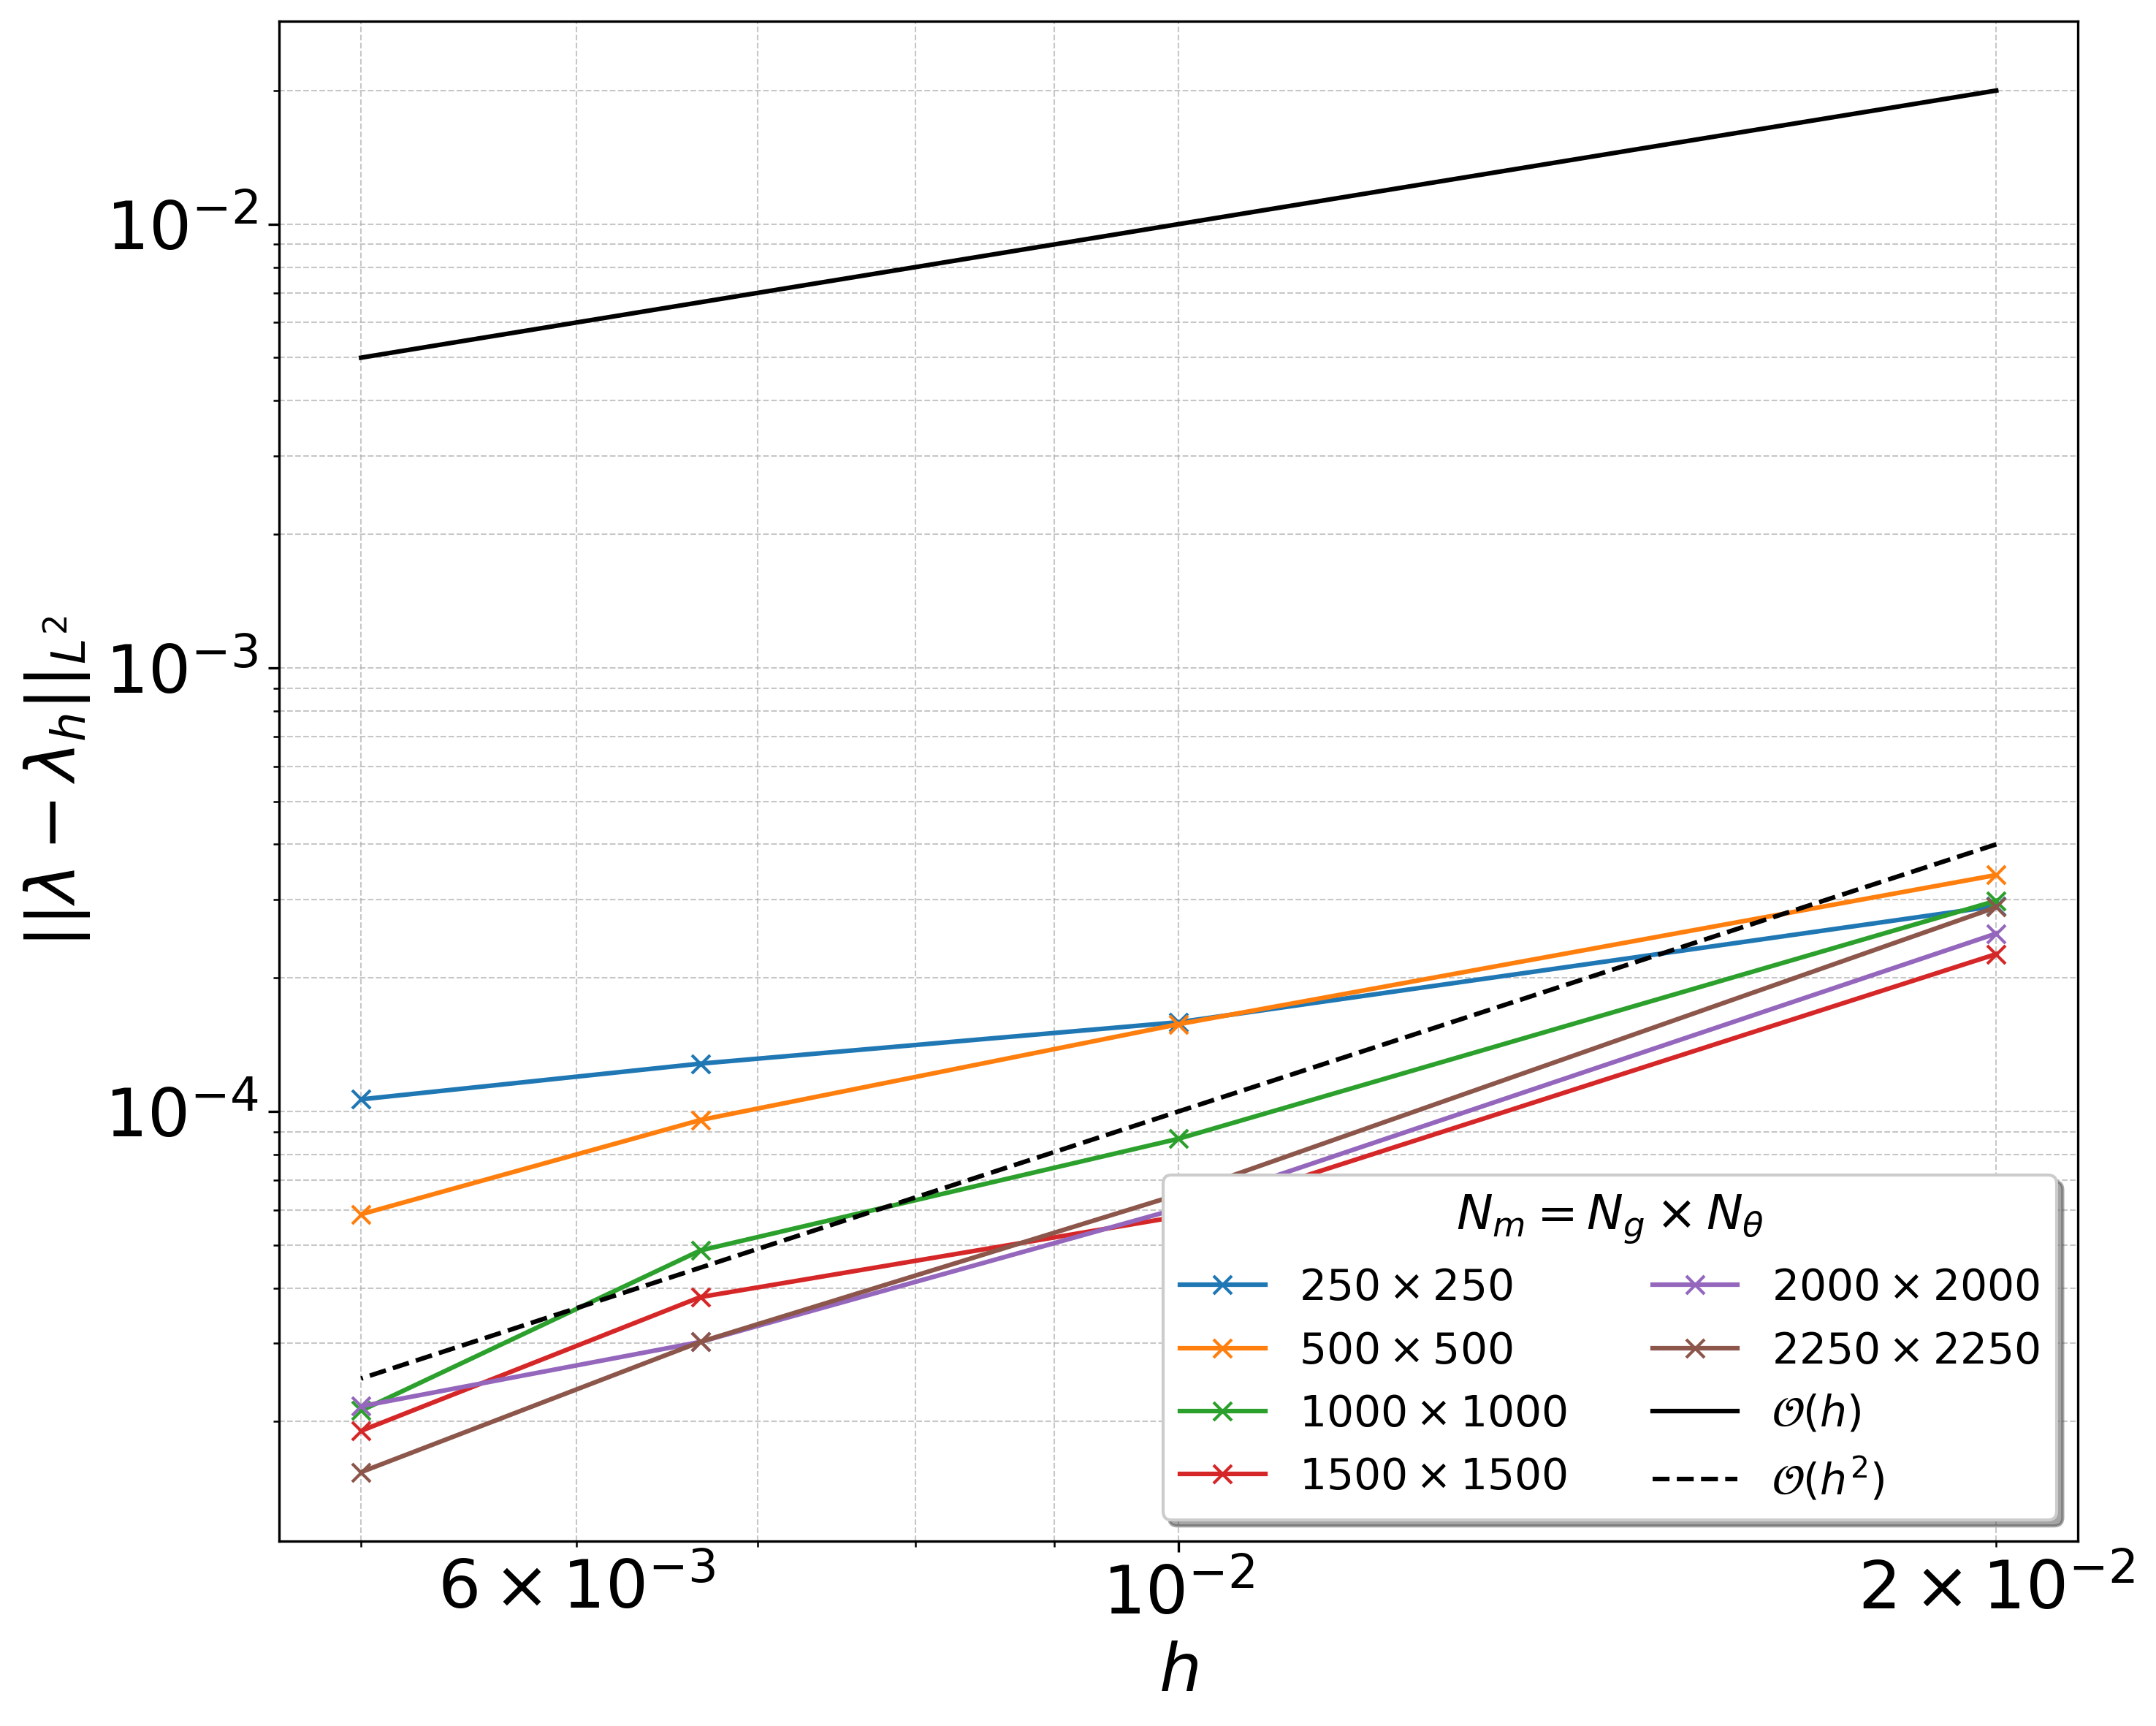 ||λ − λ_h||_{L^2}
10^{−2}
10^{−3}
10^{−4}
N_m = N_g × N_θ
250 × 250
500 × 500
1000 × 1000
1500 × 1500
2000 × 2000
2250 × 2250
𝒪(h)
𝒪(h^2)
6 × 10^{−3}
10^{−2}
2 × 10^{−2}
h